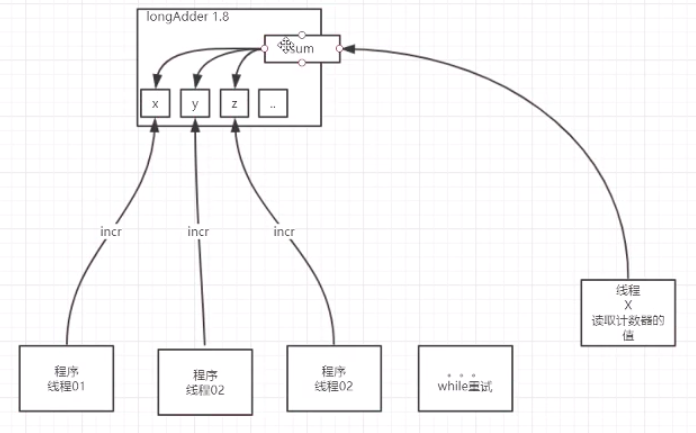 longAdder 1.8
sum
x y z ..
incr incr incr
线程
X
读取计数器的
值
程序
线程01
程序
线程02
程序
线程02
。。。
while重试